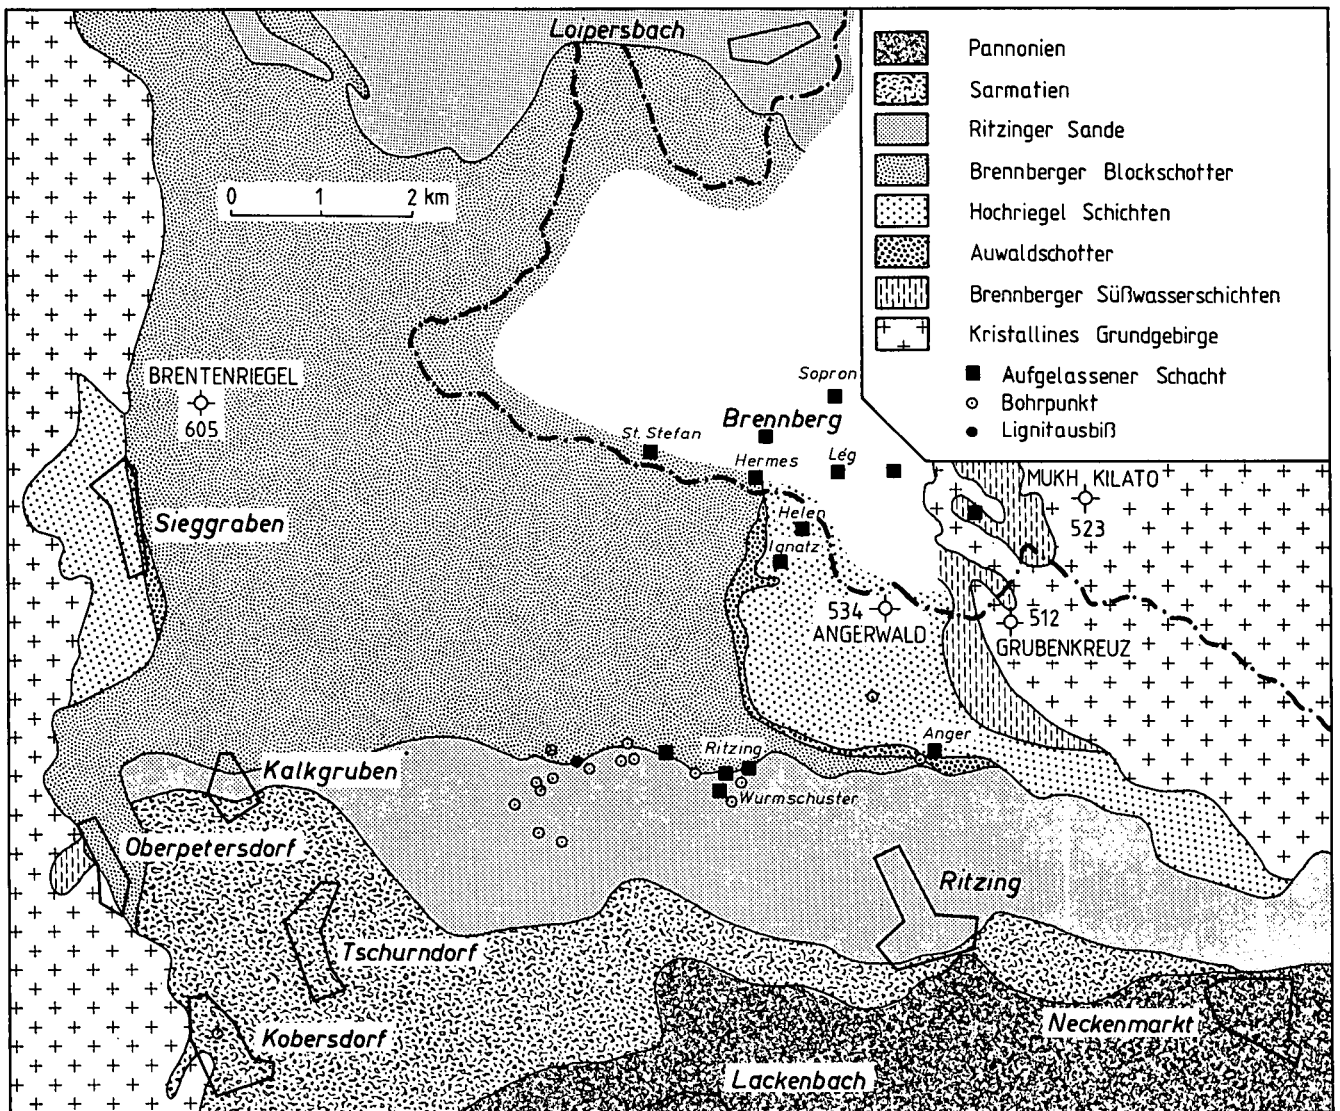 Loipersbach
Pannonien
Sarmatien
Ritzinger Sande
Brennberger Blockschotter
Hochriegel Schichten
Auwaldschotter
Brennberger Süßwasserschichten
Kristallines Grundgebirge
Aufgelassener Schacht
Bohrpunkt
Lignitausbiß
0 1 2 km
BRENTENRIEGEL
605
Sopron
Brennberg
St. Stefan
Hermes
Lég
MUKH KILATO
523
Sieggraben
Helen
Ignatz
534
ANGERWALD
512
GRUBENKREUZ
Anger
Ritzing
Kalkgruben
Wurmschuster
Oberpetersdorf
Ritzing
Tschurndorf
Kobersdorf
Neckenmarkt
Lackenbach